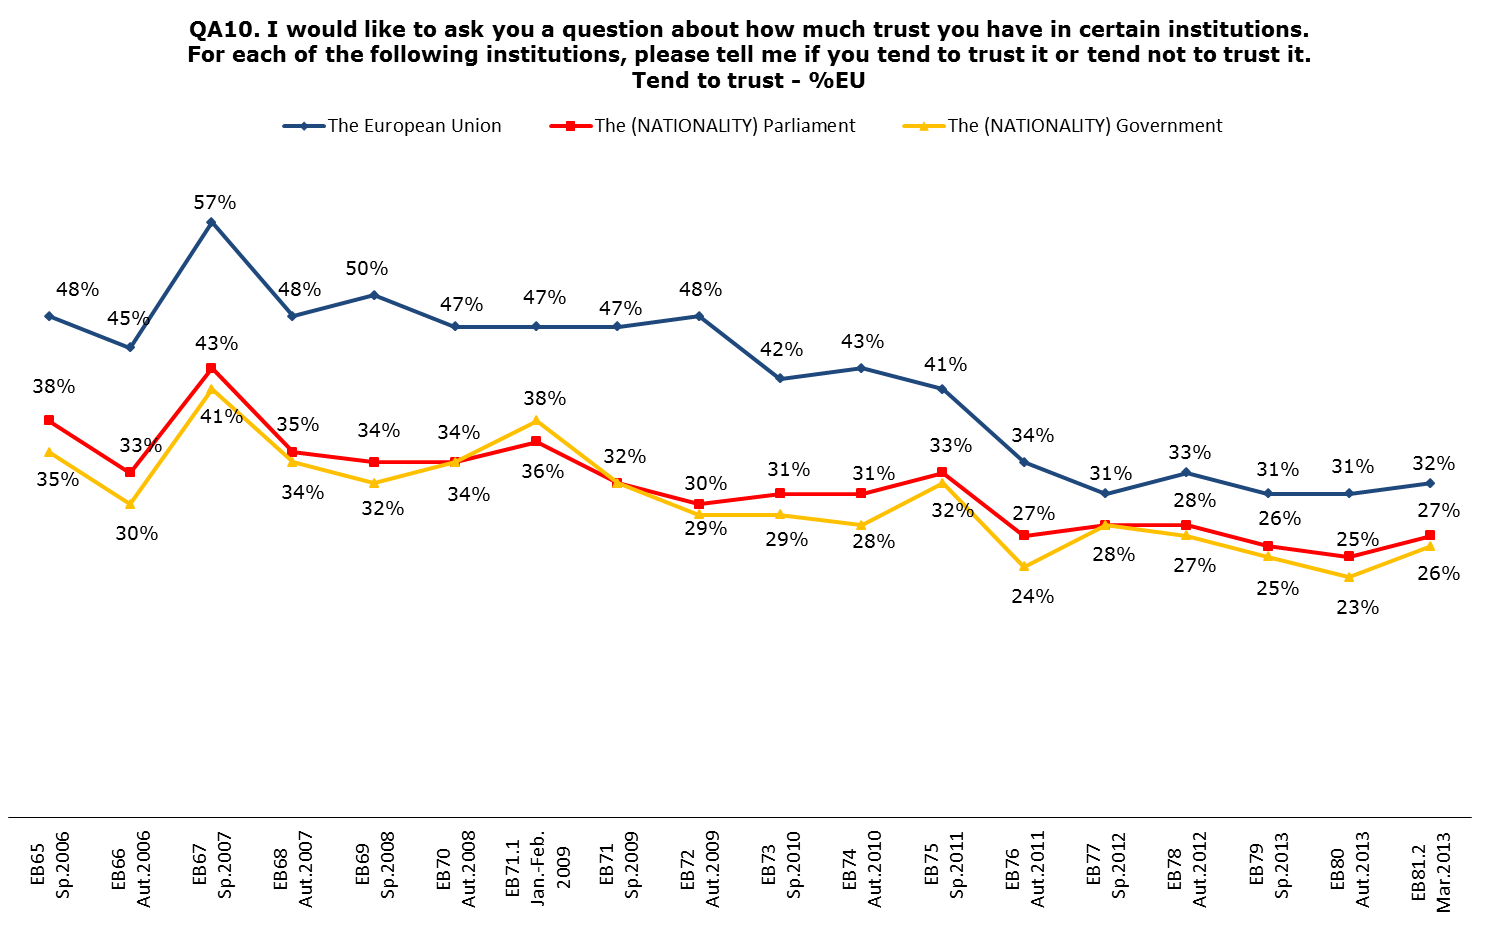 QA10. I would like to ask you a question about how much trust you have in certain institutions.
For each of the following institutions, please tell me if you tend to trust it or tend not to trust it.
Tend to trust - %EU
The European Union
The (NATIONALITY) Parliament
The (NATIONALITY) Government
48%
45%
57%
48%
50%
47%
47%
47%
48%
42%
43%
41%
34%
31%
33%
31%
31%
32%
38%
33%
43%
35%
34%
34%
36%
32%
30%
31%
31%
33%
27%
28%
26%
25%
27%
35%
30%
41%
34%
32%
34%
38%
29%
29%
28%
32%
24%
28%
27%
25%
23%
26%
EB65
Sp.2006
EB66
Aut.2006
EB67
Sp.2007
EB68
Aut.2007
EB69
Sp.2008
EB70
Aut.2008
EB71.1
Jan.-Feb.
2009
EB71
Sp.2009
EB72
Aut.2009
EB73
Sp.2010
EB74
Aut.2010
EB75
Sp.2011
EB76
Aut.2011
EB77
Sp.2012
EB78
Aut.2012
EB79
Sp.2013
EB80
Aut.2013
EB81.2
Mar.2013